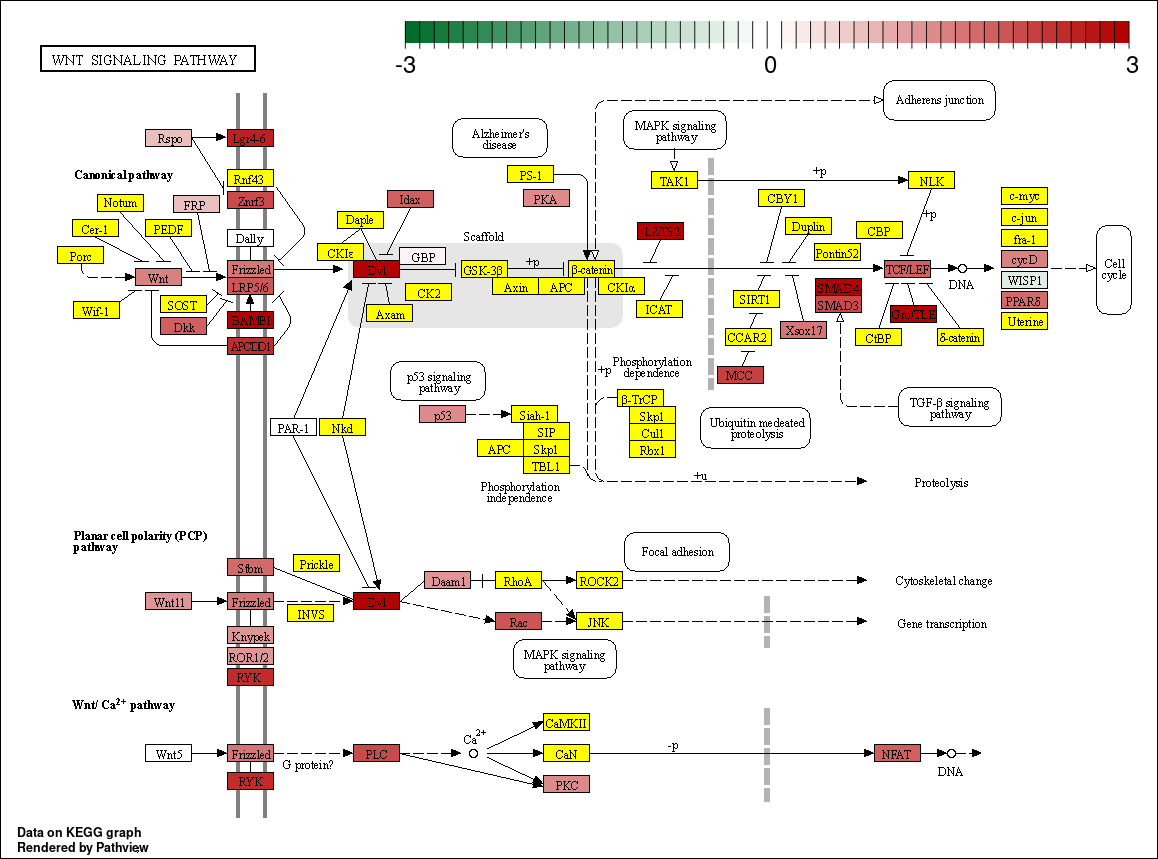 -3
0
3
WNT SIGNALING PATHWAY
Adherens junction
Alzheimer's
disease
MAPK signaling
pathway
Rspo
Lgr4-6
Canonical pathway
Rnf43
PS-1
TAK1
+p
NLK
Notum
FRP
Znrf3
Idax
PKA
CBY1
c-myc
Cer-1
PEDF
Daple
+p
c-jun
Dally
Scaffold
LZTS2
Duplin
CBP
fra-1
Porc
CKIε
GBP
Pontin52
cycD
Cell
cycle
Wnt
Frizzled
Dvl
GSK-3β
+p
β-catenin
TCF/LEF
DNA
WISP1
LRP5/6
Axin
APC
CKIα
SMAD4
CK2
SIRT1
SMAD3
PPARδ
Wif-1
SOST
Axam
ICAT
Gro/TLE
Uterine
Dkk
BAMBI
Xsox17
APCDD1
CCAR2
CtBP
δ-catenin
Phosphorylation
dependence
+p
MCC
p53 signaling
pathway
β-TrCP
TGF-β signaling
pathway
p53
Siah-1
Skp1
Ubiquitin mediated
proteolysis
PAR-1
Nkd
SIP
Cul1
APC
Skp1
Rbx1
TBL1
+u
Proteolysis
Phosphorylation
independence
Planar cell polarity (PCP)
pathway
Focal adhesion
Stbm
Prickle
Daam1
RhoA
ROCK2
Cytoskeletal change
Wnt11
Frizzled
INVS
Dvl
Rac
JNK
Gene transcription
Knypek
ROR1/2
MAPK signaling
pathway
RYK
Wnt/ Ca2+ pathway
CaMKII
Ca2+
Wnt5
Frizzled
G protein?
PLC
CaN
-p
NFAT
DNA
RYK
PKC
Data on KEGG graph
Rendered by Pathview